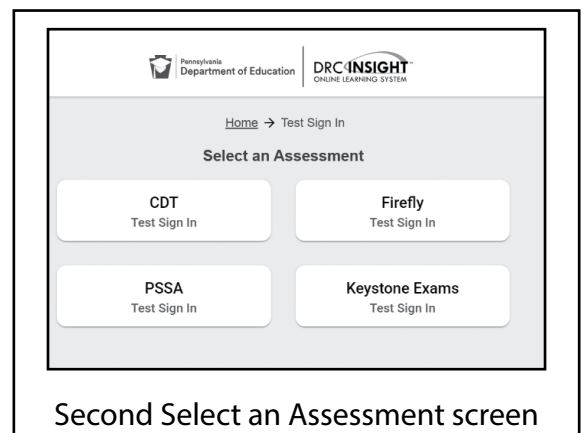 Pennsylvania
Department of Education
DRC INSIGHT™
ONLINE LEARNING SYSTEM
Home → Test Sign In
Select an Assessment
CDT
Test Sign In
Firefly
Test Sign In
PSSA
Test Sign In
Keystone Exams
Test Sign In
Second Select an Assessment screen